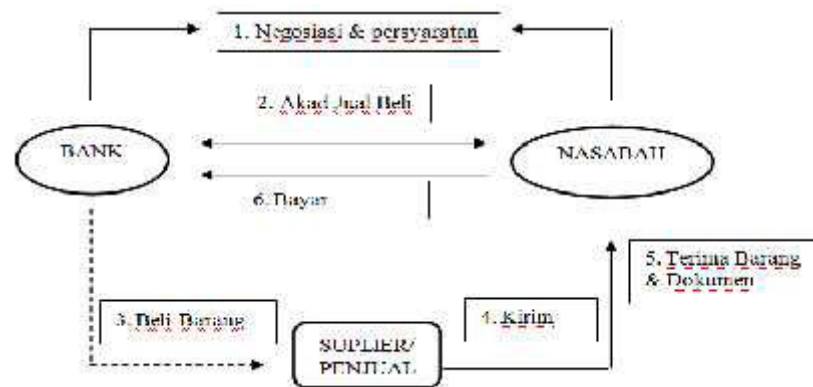 1. Negosiasi & persyaratan
2. Akad Jual Beli
BANK
NASABAH
6. Bayar
5. Terima Barang
& Dokumen
3. Beli Barang
4. Kirim
SUPLIER/
PENJUAL